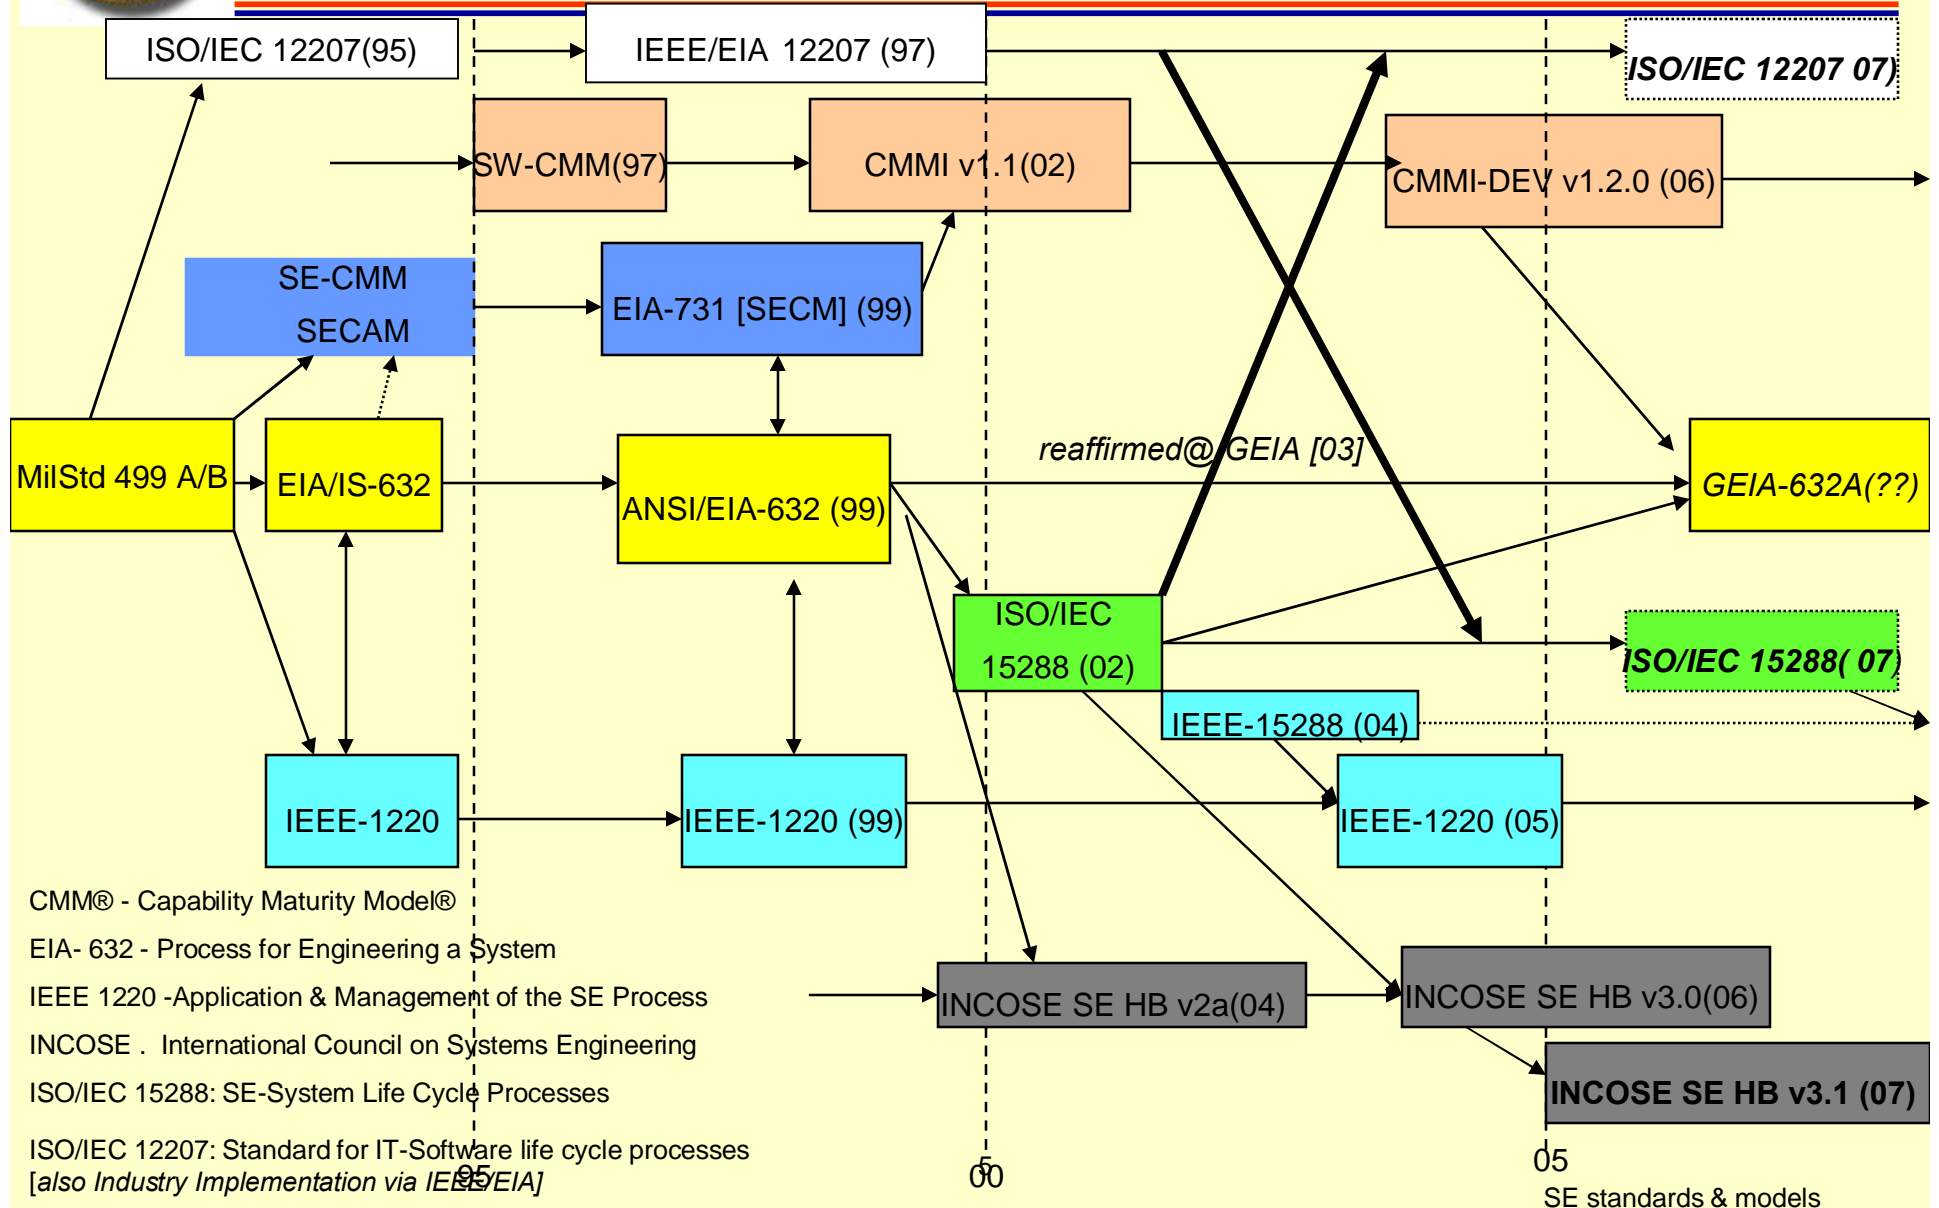 ISO/IEC 12207(95)
IEEE/EIA 12207 (97)
ISO/IEC 12207 07)
SW-CMM(97)
CMMI v1.1(02)
CMMI-DEV v1.2.0 (06)
SE-CMM
SECAM
EIA-731 [SECM] (99)
reaffirmed@ GEIA [03]
MilStd 499 A/B
EIA/IS-632
ANSI/EIA-632 (99)
GEIA-632A(??)
ISO/IEC
15288 (02)
ISO/IEC 15288( 07)
IEEE-15288 (04)
IEEE-1220
IEEE-1220 (99)
IEEE-1220 (05)
CMM® - Capability Maturity Model®
EIA- 632 - Process for Engineering a System
IEEE 1220 -Application & Management of the SE Process
INCOSE SE HB v2a(04)
INCOSE SE HB v3.0(06)
INCOSE . International Council on Systems Engineering
ISO/IEC 15288: SE-System Life Cycle Processes
INCOSE SE HB v3.1 (07)
ISO/IEC 12207: Standard for IT-Software life cycle processes
[also Industry Implementation via IEEE/EIA]
95
5
00
05
SE standards & models